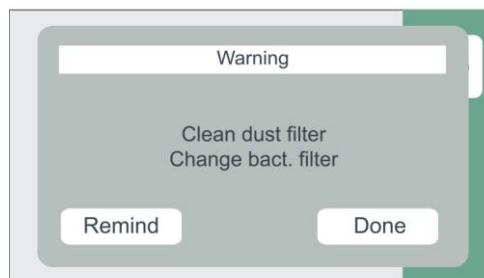 Warning
Clean dust filter
Change bact. filter
Remind
Done